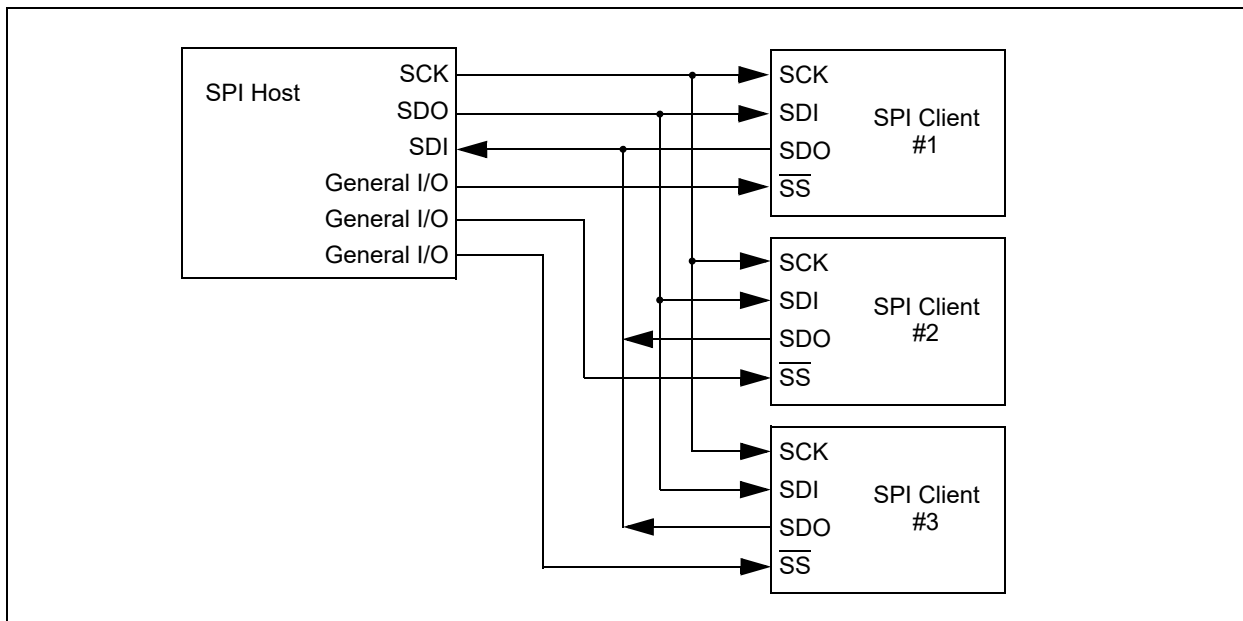 SPI Host
SCK
SDO
SDI
General I/O
General I/O
General I/O
SCK
SDI
SDO
SS
SPI Client
#1
SCK
SDI
SDO
SS
SPI Client
#2
SCK
SDI
SDO
SS
SPI Client
#3